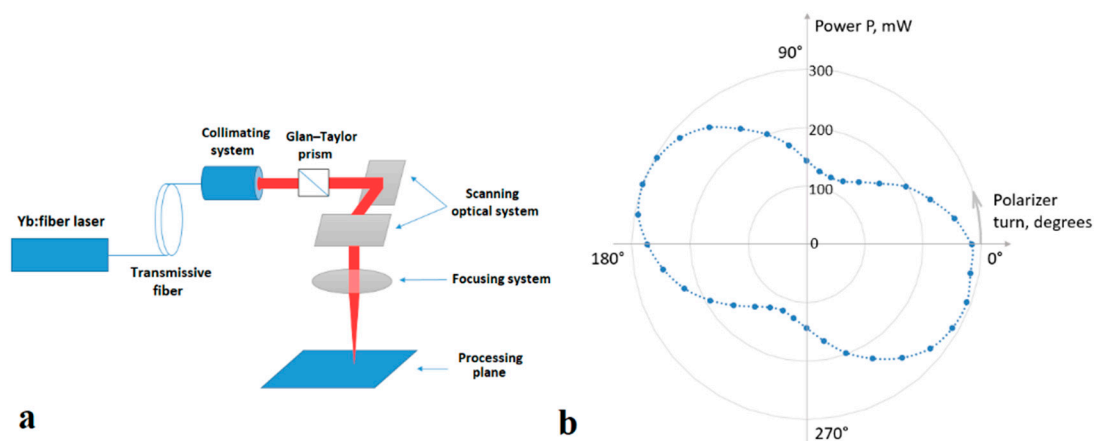 Collimating
system
Glan–Taylor
prism
Scanning
optical system
Yb:fiber laser
Transmissive
fiber
Focusing system
Processing
plane
a
Power P, mW
90°
300
200
100
0
Polarizer
turn, degrees
180°
0°
270°
b